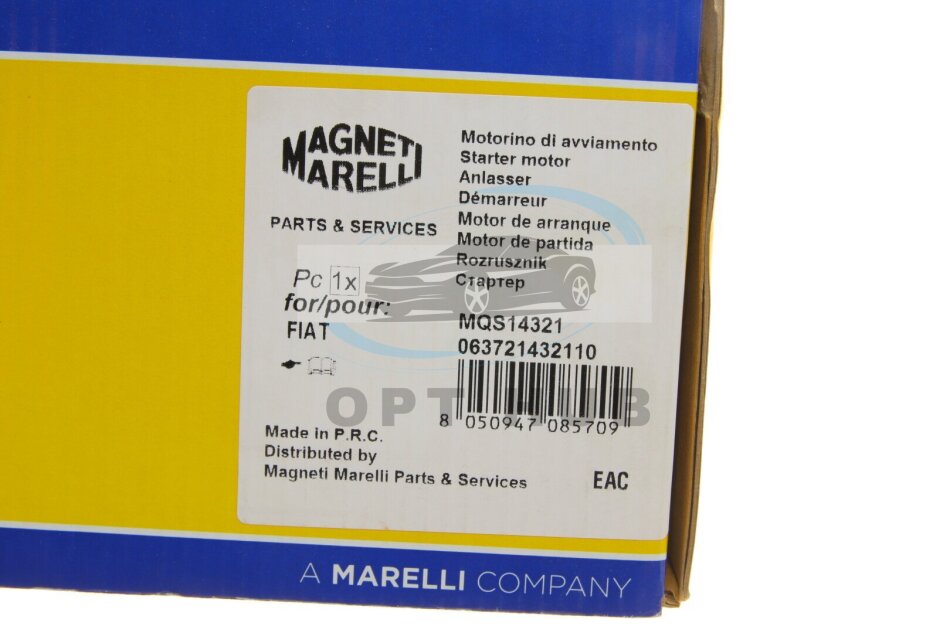 MAGNETI
MARELLI
PARTS & SERVICES
Pc 1x
for/pour:
FIAT
Motorino di avviamento
Starter motor
Anlasser
Démarreur
Motor de arranque
Motor de partida
Rozrusznik
Стартер
MQS14321
063721432110
8 050947 085709
OPT HUB
Made in P.R.C.
Distributed by
Magneti Marelli Parts & Services
EAC
A MARELLI COMPANY